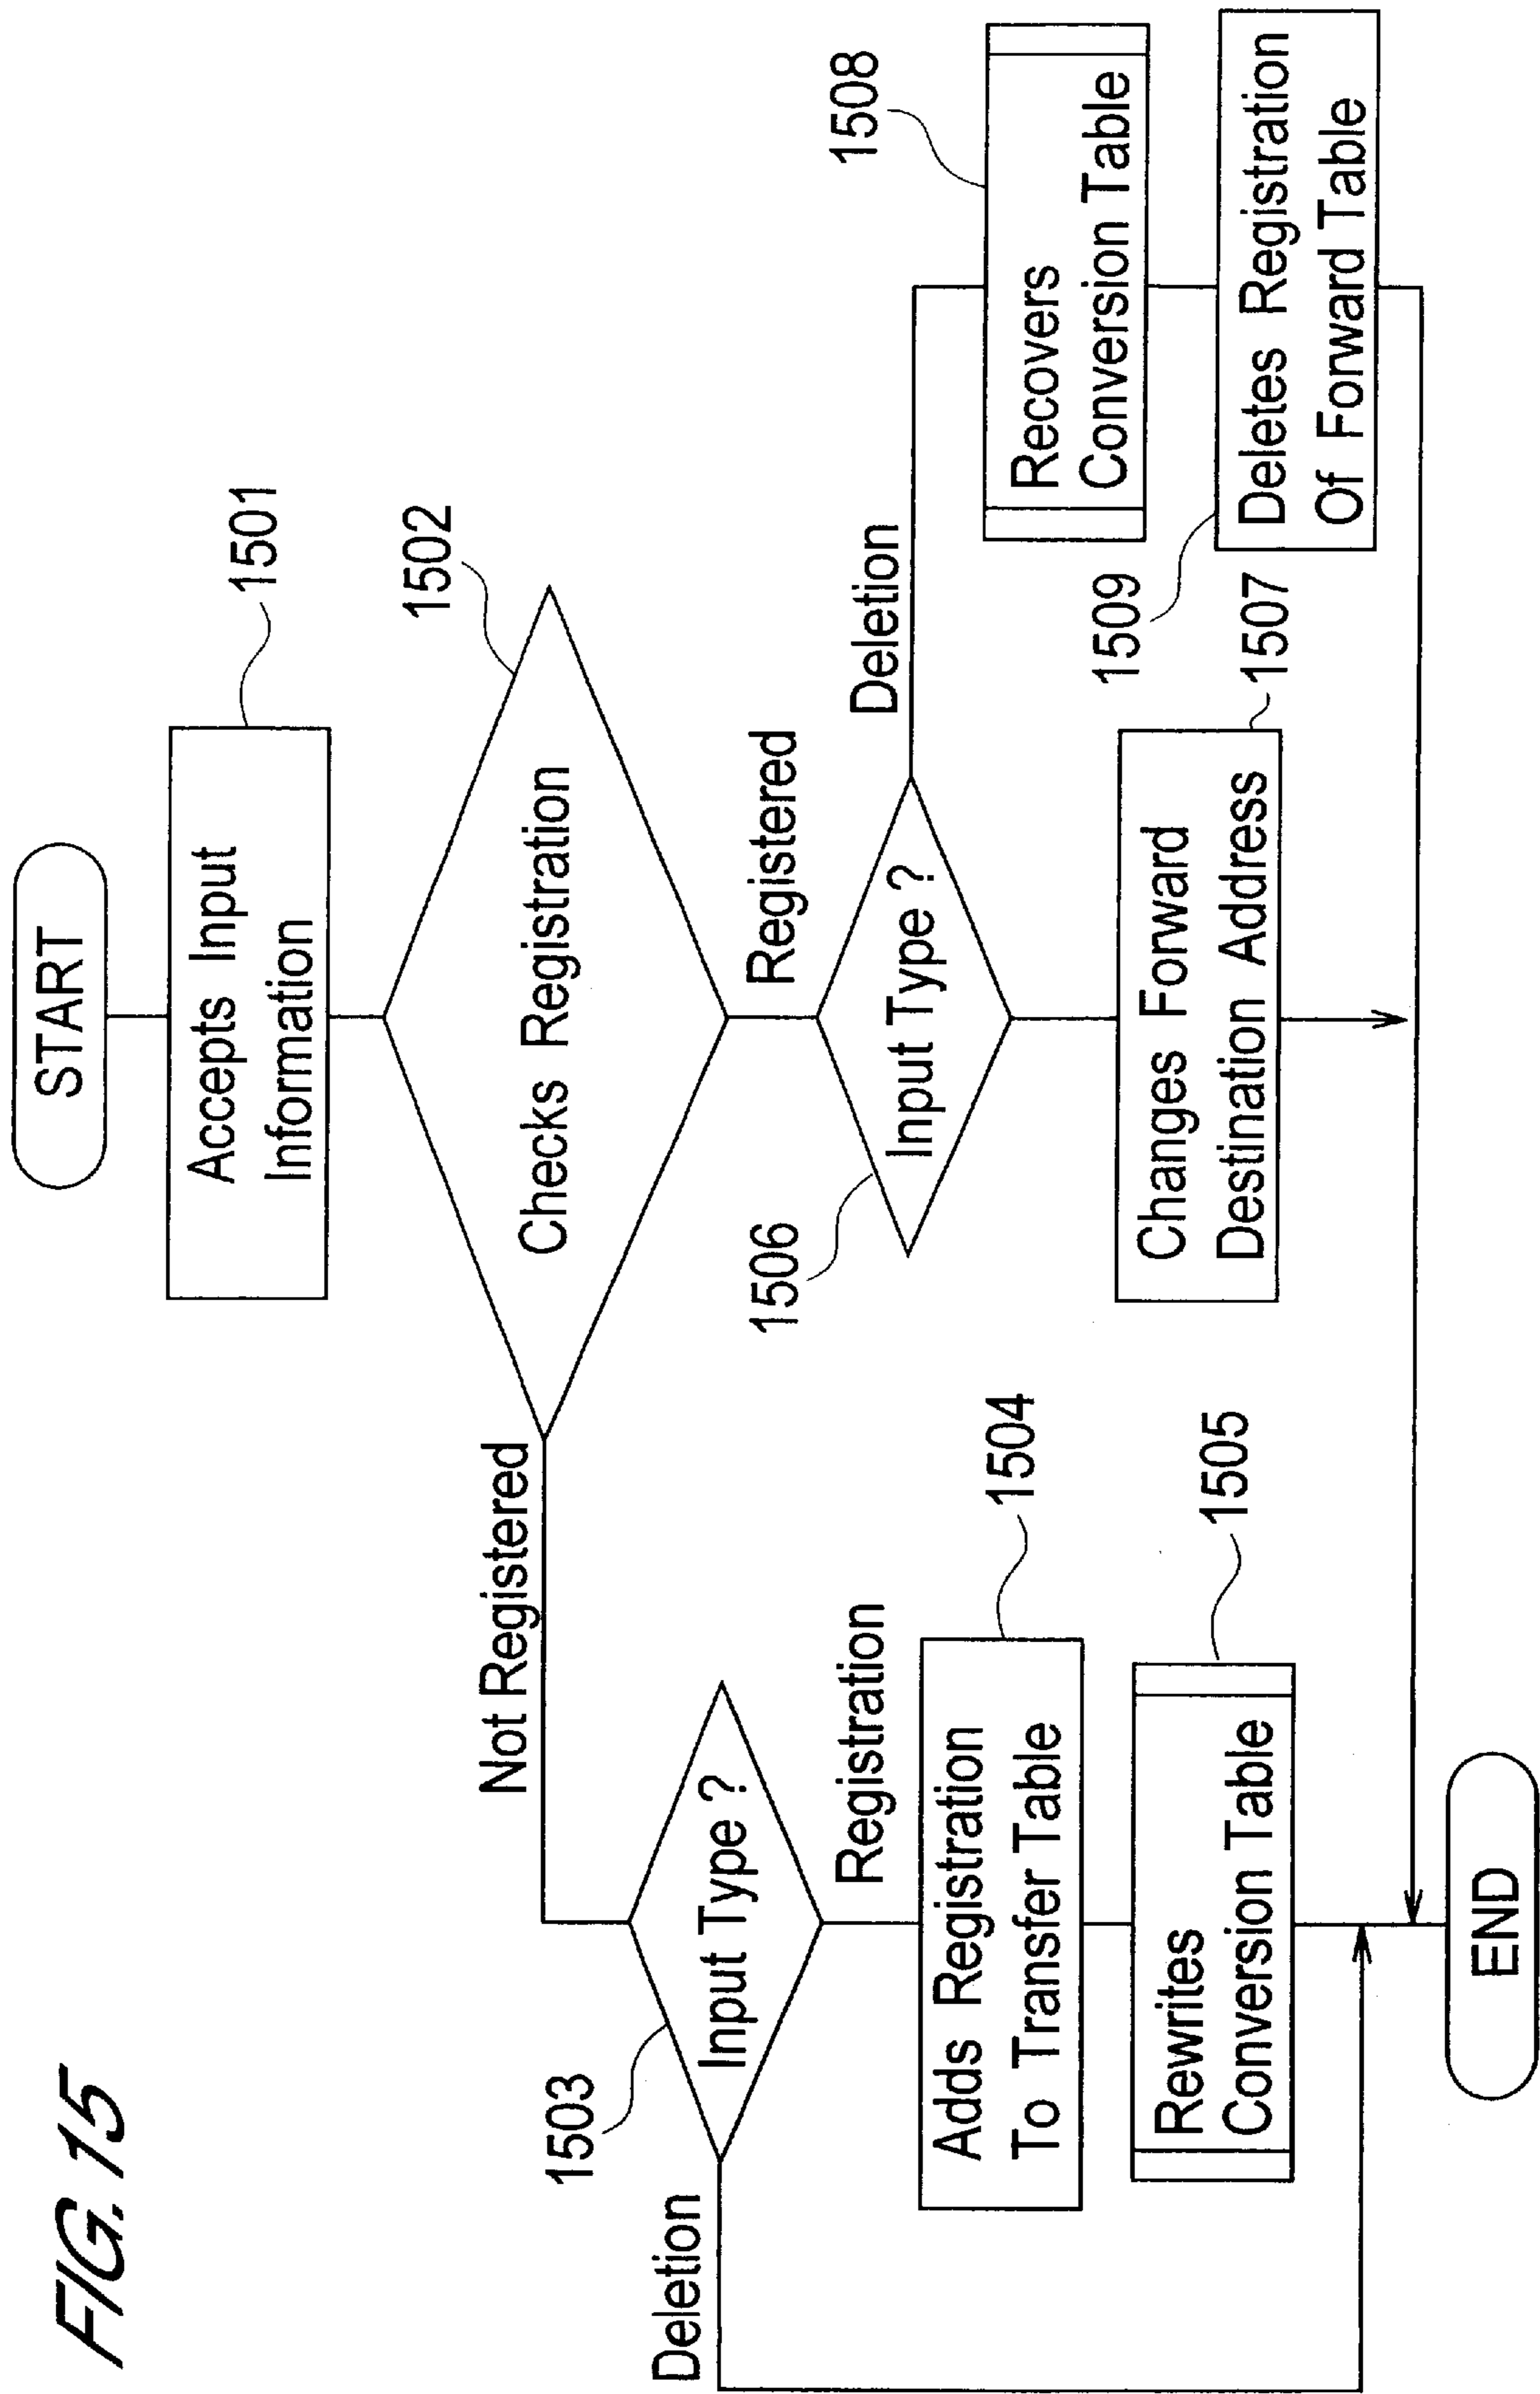 FIG. 15
START
Accepts Input
Information
1501
Checks Registration
1502
Not Registered
Registered
1503
Input Type ?
Deletion
Registration
Adds Registration
To Transfer Table
1504
Rewrites
Conversion Table
1505
1506
Input Type ?
Deletion
Changes Forward
Destination Address
1507
1508
Recovers
Conversion Table
1509
Deletes Registration
Of Forward Table
END